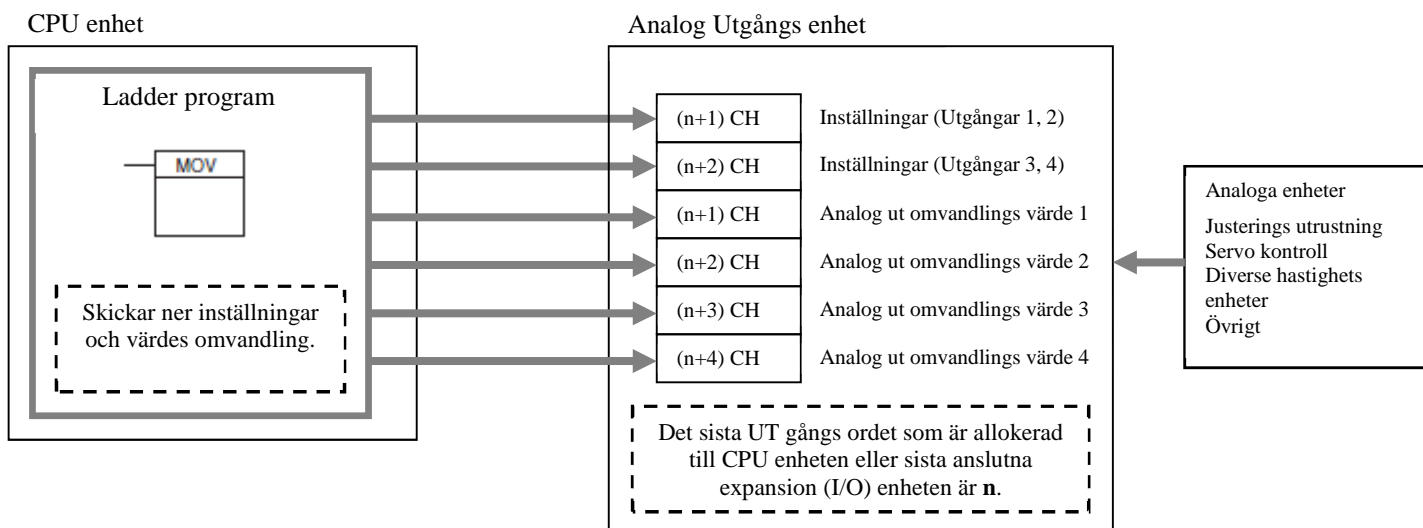 CPU enhet
Ladder program
MOV
Skickar ner inställningar
och värdes omvandling.
Analog Utgångs enhet
(n+1) CH Inställningar (Utgångar 1, 2)
(n+2) CH Inställningar (Utgångar 3, 4)
(n+1) CH Analog ut omvandlings värde 1
(n+2) CH Analog ut omvandlings värde 2
(n+3) CH Analog ut omvandlings värde 3
(n+4) CH Analog ut omvandlings värde 4
Det sista UT gångs ordet som är allokerad
till CPU enheten eller sista anslutna
expansion (I/O) enheten är n.
Analoga enheter
Justerings utrustning
Servo kontroll
Diverse hastighets
enheter
Övrigt